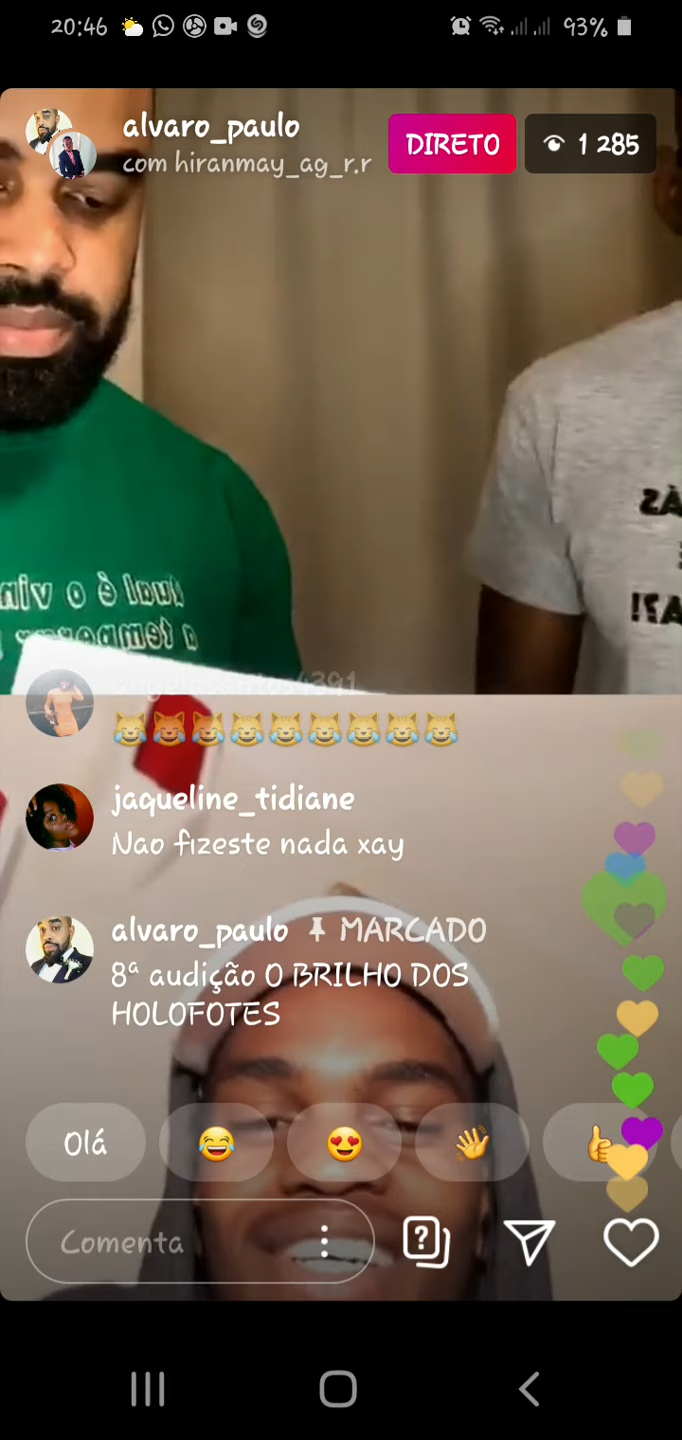 20:46
93%
alvaro_paulo
com hiranmay_ag_r.r
DIRETO
1 285
jaqueline_tidiane
Nao fizeste nada xay
alvaro_paulo MARCADO
8ª audição O BRILHO DOS
HOLOFOTES
Olá
Comenta